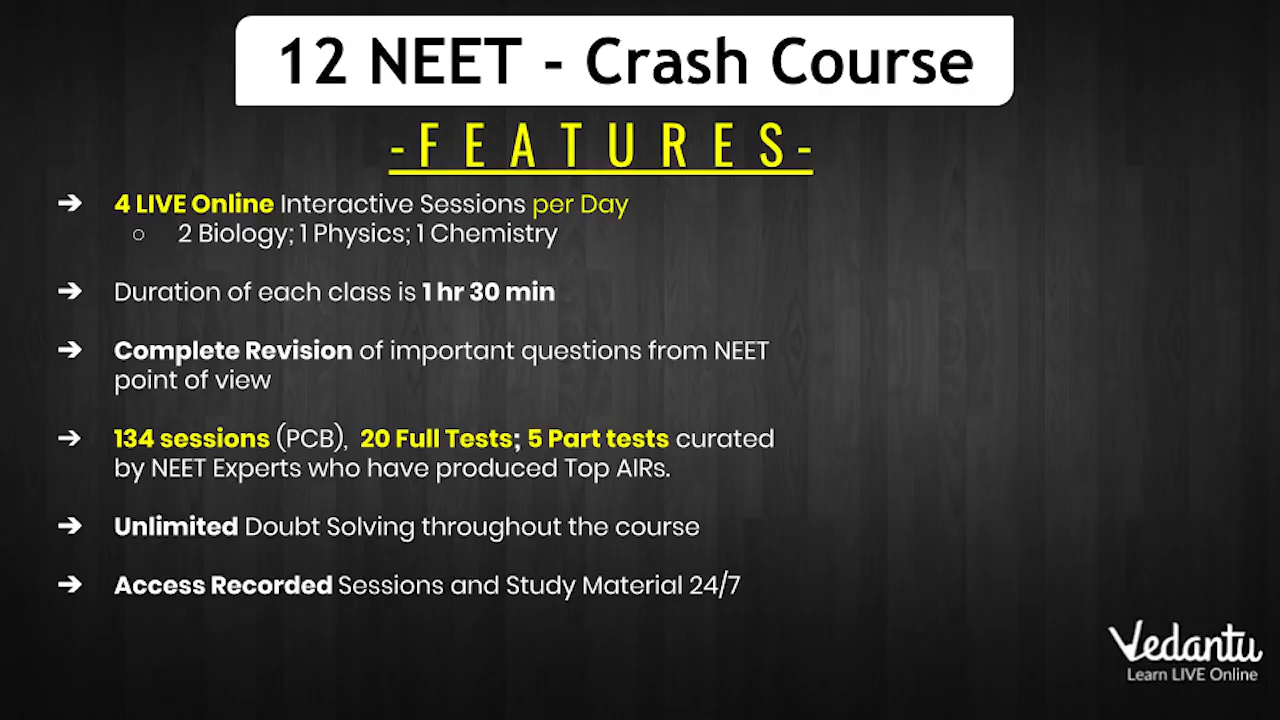 12 NEET - Crash Course
-FEATURES-
➔ 4 LIVE Online Interactive Sessions per Day
○ 2 Biology; 1 Physics; 1 Chemistry
➔ Duration of each class is 1 hr 30 min
➔ Complete Revision of important questions from NEET
point of view
➔ 134 sessions (PCB), 20 Full Tests; 5 Part tests curated
by NEET Experts who have produced Top AIRs.
➔ Unlimited Doubt Solving throughout the course
➔ Access Recorded Sessions and Study Material 24/7
Vedantu
Learn LIVE Online